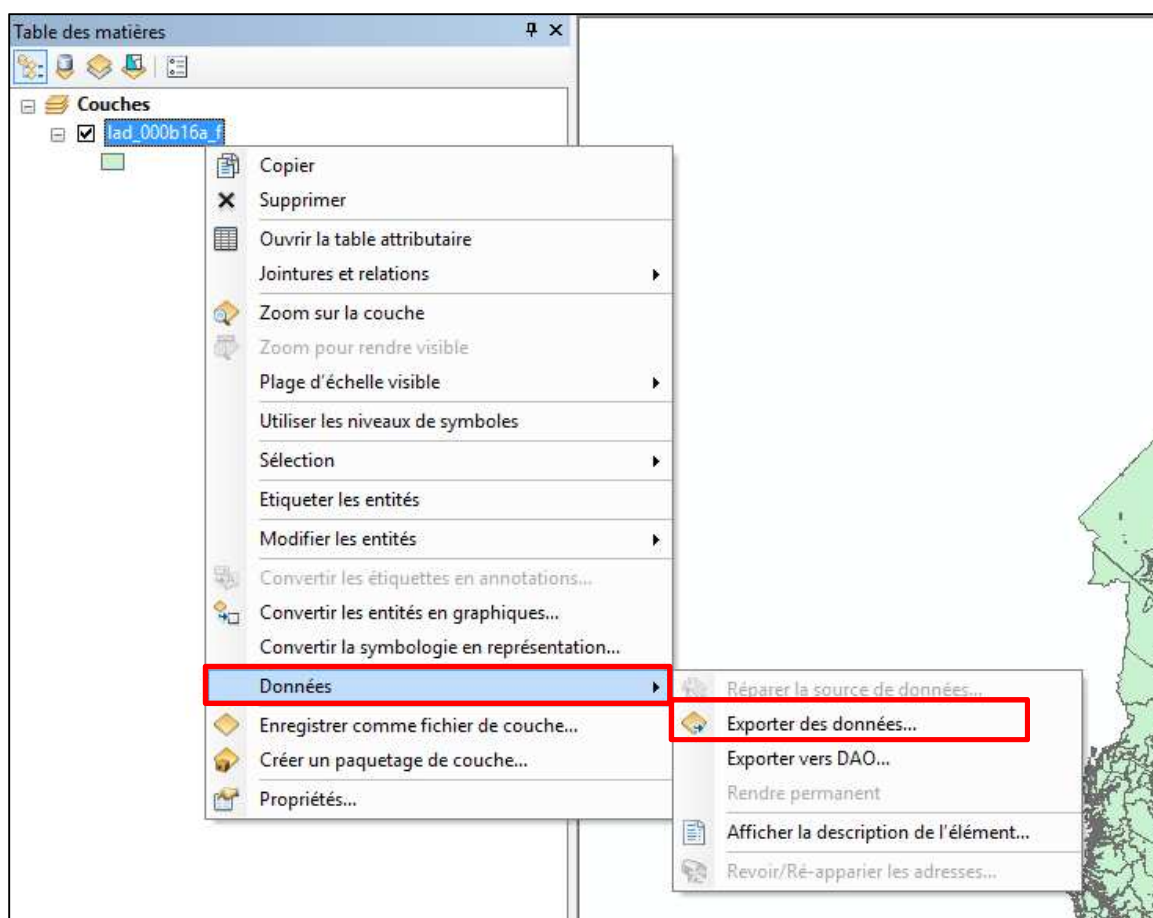 Table des matières
Couches
lad_000b16a_f
Copier
Supprimer
Ouvrir la table attributaire
Jointures et relations
Zoom sur la couche
Zoom pour rendre visible
Plage d'échelle visible
Utiliser les niveaux de symboles
Sélection
Etiqueter les entités
Modifier les entités
Convertir les étiquettes en annotations...
Convertir les entités en graphiques...
Convertir la symbologie en représentation...
Données
Enregistrer comme fichier de couche...
Créer un paquetage de couche...
Propriétés...
Réparer la source de données...
Exporter des données...
Exporter vers DAO...
Rendre permanent
Afficher la description de l'élément...
Revoir/Ré-apparier les adresses...